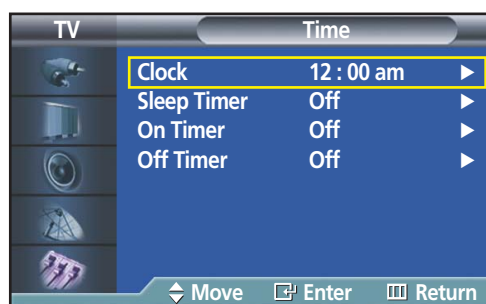 TV Time
Clock 12 : 00 am
Sleep Timer Off
On Timer Off
Off Timer Off
Move Enter Return